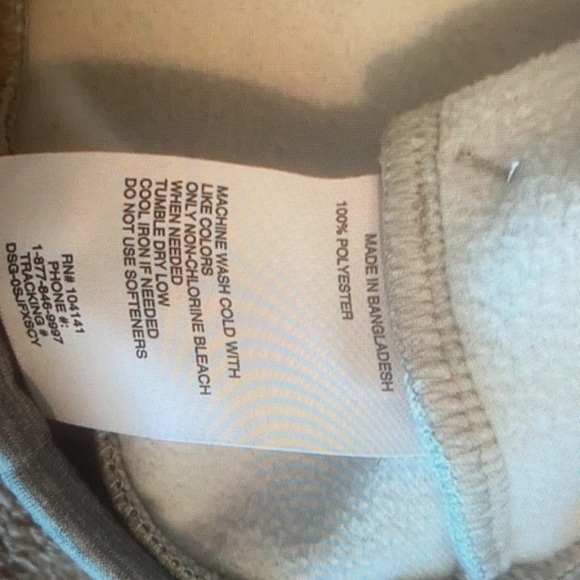 MADE IN BANGLADESH
100% POLYESTER
MACHINE WASH COLD WITH
LIKE COLORS
ONLY NON-CHLORINE BLEACH
WHEN NEEDED
TUMBLE DRY LOW
COOL IRON IF NEEDED
DO NOT USE SOFTENERS
RN# 104141
PHONE #:
1-877-846-9997
TRACKING #
DSG-0SJFXSCY